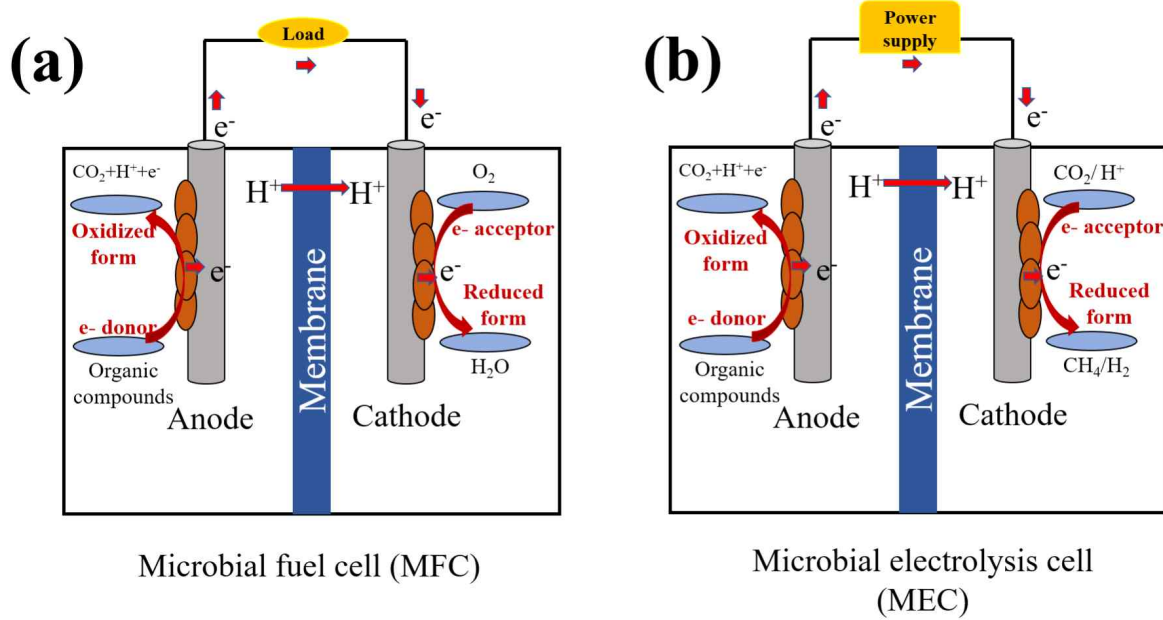 (a)
Load
e⁻
e⁻
CO₂+H⁺+e⁻
Oxidized
form
e- donor
Organic
compounds
e⁻
Anode
H⁺
H⁺
Membrane
O₂
e- acceptor
e⁻
Reduced
form
H₂O
Cathode
Microbial fuel cell (MFC)
(b)
Power
supply
e⁻
e⁻
CO₂+H⁺+e⁻
Oxidized
form
e- donor
Organic
compounds
e⁻
Anode
H⁺
H⁺
Membrane
CO₂/ H⁺
e- acceptor
e⁻
Reduced
form
CH₄/H₂
Cathode
Microbial electrolysis cell
(MEC)